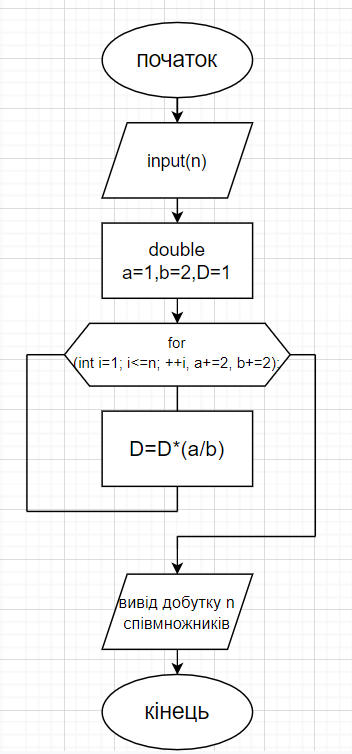 початок
input(n)
double
a=1,b=2,D=1
for
(int i=1; i<=n; ++i, a+=2, b+=2);
D=D*(a/b)
вивід добутку n
співмножників
кінець